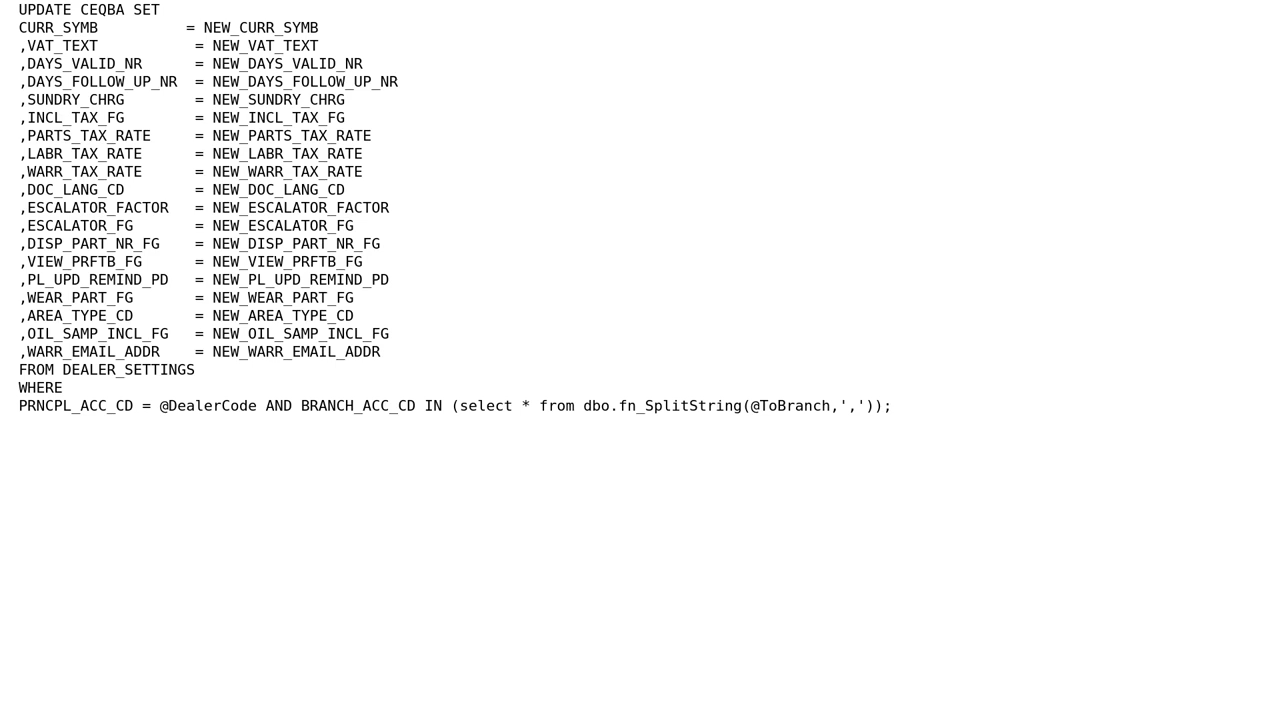 UPDATE CEQBA SET
CURR_SYMB          = NEW_CURR_SYMB
,VAT_TEXT           = NEW_VAT_TEXT
,DAYS_VALID_NR      = NEW_DAYS_VALID_NR
,DAYS_FOLLOW_UP_NR  = NEW_DAYS_FOLLOW_UP_NR
,SUNDRY_CHRG        = NEW_SUNDRY_CHRG
,INCL_TAX_FG        = NEW_INCL_TAX_FG
,PARTS_TAX_RATE     = NEW_PARTS_TAX_RATE
,LABR_TAX_RATE      = NEW_LABR_TAX_RATE
,WARR_TAX_RATE      = NEW_WARR_TAX_RATE
,DOC_LANG_CD        = NEW_DOC_LANG_CD
,ESCALATOR_FACTOR   = NEW_ESCALATOR_FACTOR
,ESCALATOR_FG       = NEW_ESCALATOR_FG
,DISP_PART_NR_FG    = NEW_DISP_PART_NR_FG
,VIEW_PRFTB_FG      = NEW_VIEW_PRFTB_FG
,PL_UPD_REMIND_PD   = NEW_PL_UPD_REMIND_PD
,WEAR_PART_FG       = NEW_WEAR_PART_FG
,AREA_TYPE_CD       = NEW_AREA_TYPE_CD
,OIL_SAMP_INCL_FG   = NEW_OIL_SAMP_INCL_FG
,WARR_EMAIL_ADDR    = NEW_WARR_EMAIL_ADDR
FROM DEALER_SETTINGS
WHERE
PRNCPL_ACC_CD = @DealerCode AND BRANCH_ACC_CD IN (select * from dbo.fn_SplitString(@ToBranch,','));